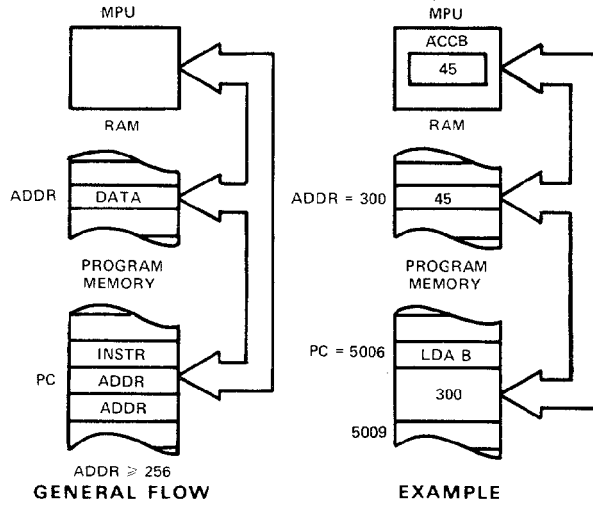 MPU
RAM
ADDR
DATA
PROGRAM
MEMORY
INSTR
PC
ADDR
ADDR
ADDR ⩾ 256
GENERAL FLOW
MPU
ACCB
45
RAM
ADDR = 300
45
PROGRAM
MEMORY
PC = 5006
LDA B
300
5009
EXAMPLE